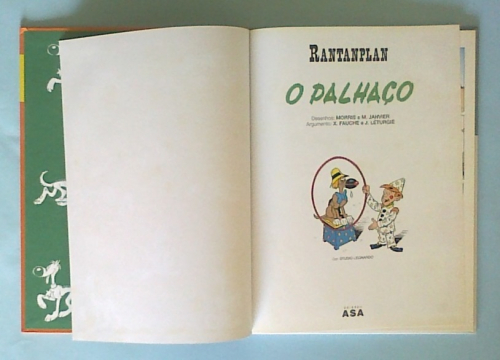 RANTANPLAN
O PALHAÇO
Desenhos: MORRIS e M. JANVIER
Argumento: X. FAUCHE e J. LÉTURGIE
ASA